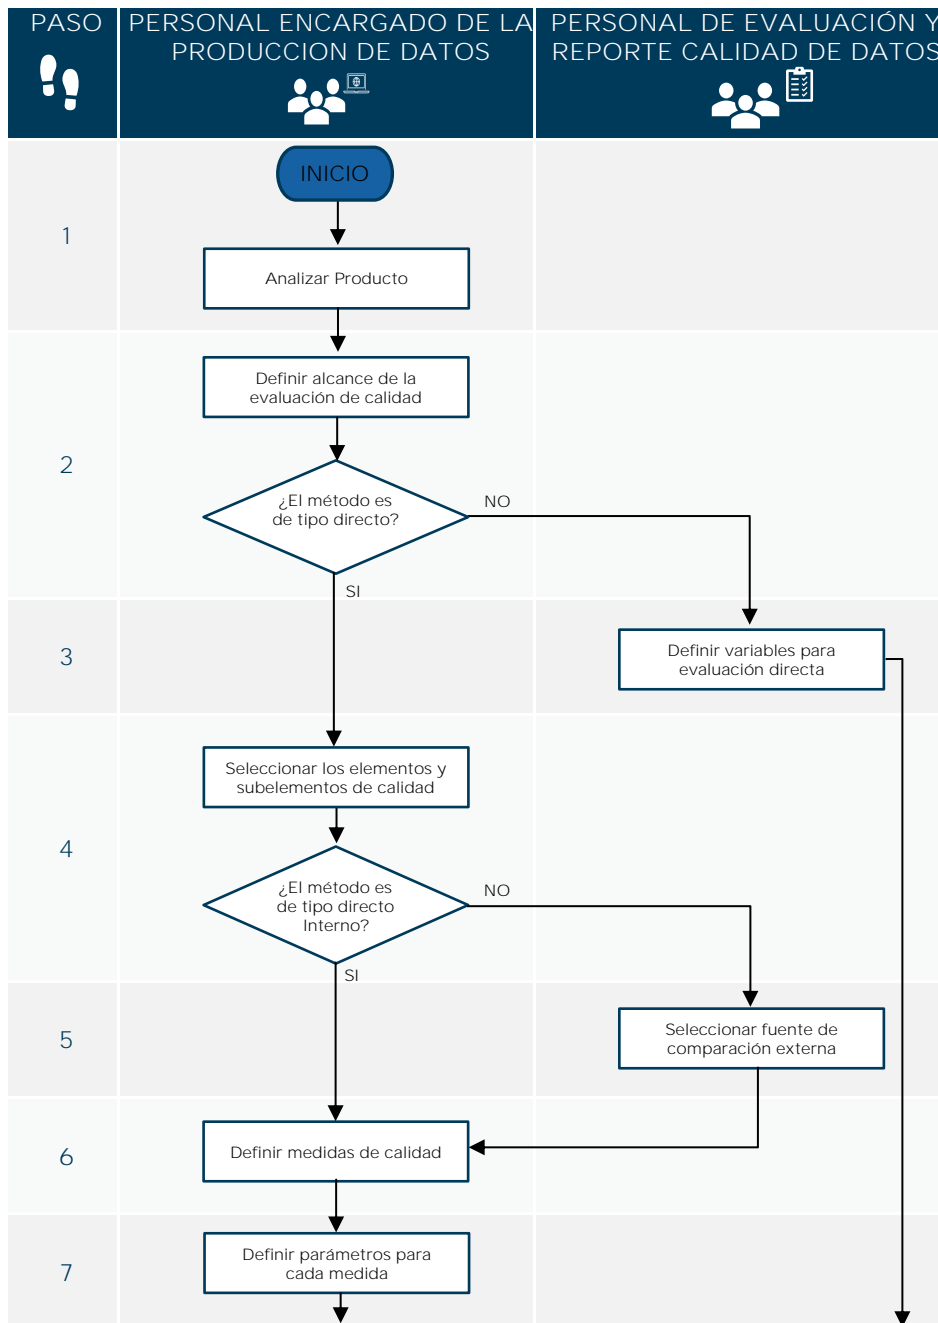 PASO
PERSONAL ENCARGADO DE LA
PRODUCCION DE DATOS
PERSONAL DE EVALUACIÓN Y
REPORTE CALIDAD DE DATOS
1
INICIO
Analizar Producto
2
Definir alcance de la
evaluación de calidad
¿El método es
de tipo directo?
NO
SI
3
Definir variables para
evaluación directa
4
Seleccionar los elementos y
subelementos de calidad
¿El método es
de tipo directo
Interno?
NO
SI
5
Seleccionar fuente de
comparación externa
6
Definir medidas de calidad
7
Definir parámetros para
cada medida